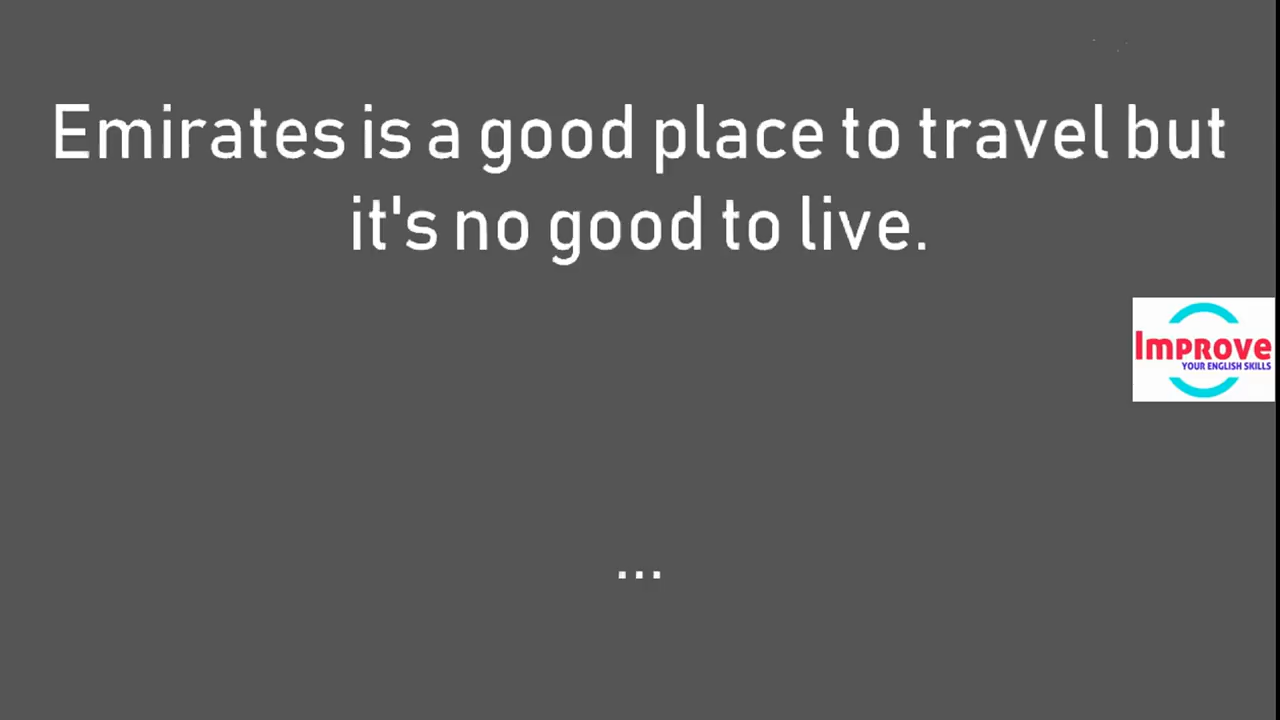 Emirates is a good place to travel but
it's no good to live.
Improve
YOUR ENGLISH SKILLS
...